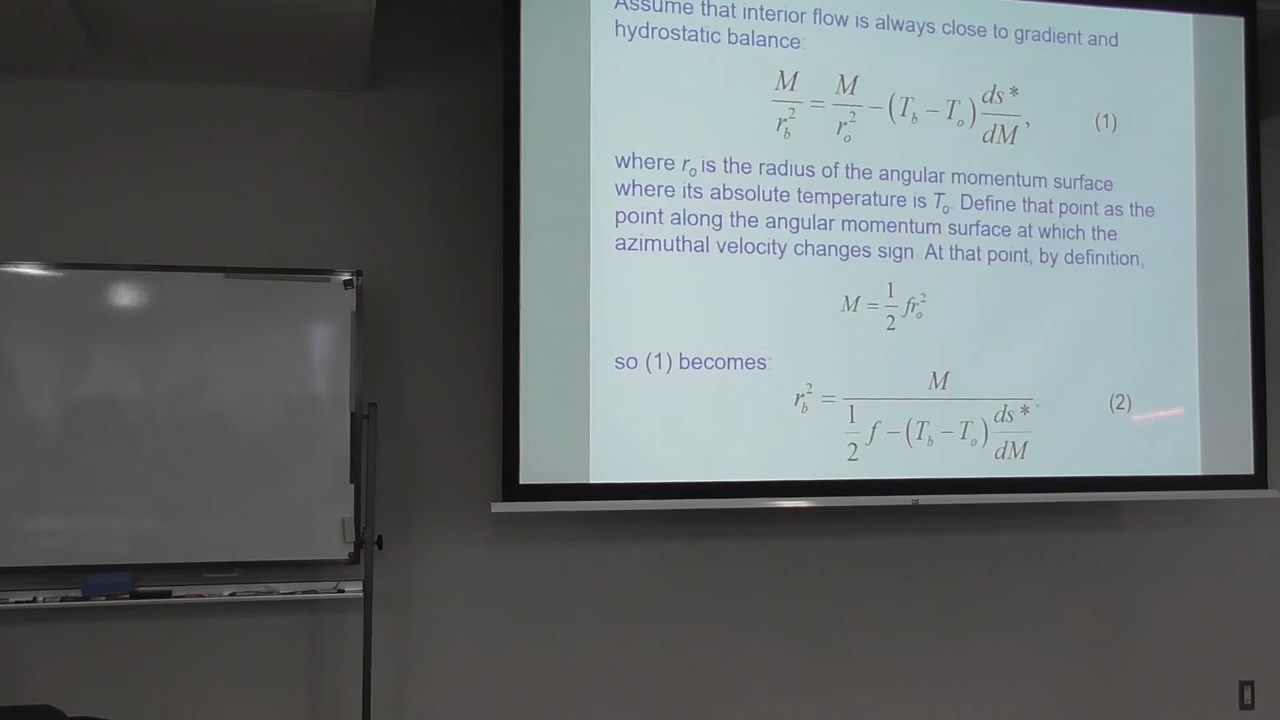 Assume that interior flow is always close to gradient and
hydrostatic balance:
M/r_b^2 = M/r_o^2 − (T_b − T_o) ds*/dM, (1)
where r_o is the radius of the angular momentum surface
where its absolute temperature is T_o. Define that point as the
point along the angular momentum surface at which the
azimuthal velocity changes sign. At that point, by definition,
M = 1/2 fr_o^2
so (1) becomes:
r_b^2 = M / (1/2 f − (T_b − T_o) ds*/dM). (2)